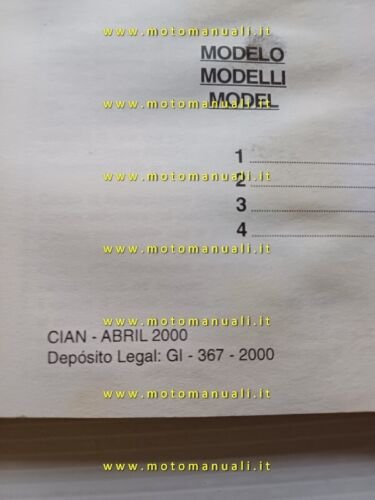 www.motomanuali.it
MODELO
MODELLI
www.motomanuali.it
MODEL
1 ....................
www.motomanuali.it
2 ....................
3 ....................
4 ....................
www.motomanuali.it
www.motomanuali.it
CIAN - ABRIL 2000
Depósito Legal: GI - 367 - 2000
www.motomanuali.it
www.motomanuali.it